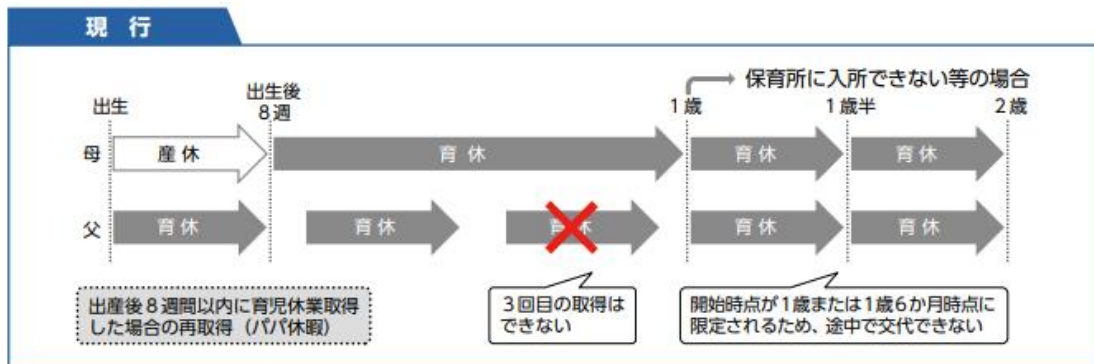 現 行
保育所に入所できない等の場合
出生
出生後
8週
1歳
1歳半
2歳
母
産休
育休
育休
育休
父
育休
育休
育休
育休
育休
出産後8週間以内に育児休業取得
した場合の再取得（パパ休暇）
3回目の取得は
できない
開始時点が1歳または1歳6か月時点に
限定されるため、途中で交代できない